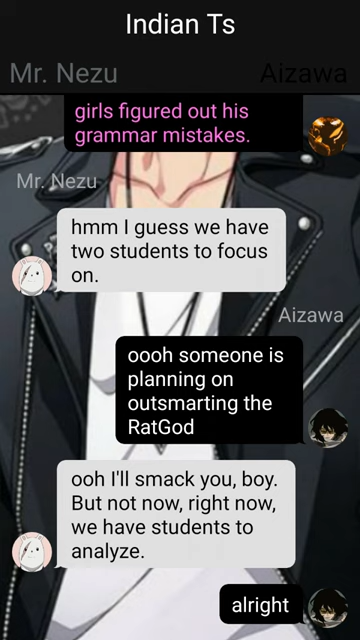 Indian Ts
Mr. Nezu Aizawa
girls figured out his
grammar mistakes.
Mr. Nezu
hmm I guess we have
two students to focus
on.
Aizawa
oooh someone is
planning on
outsmarting the
RatGod
ooh I'll smack you, boy.
But not now, right now,
we have students to
analyze.
alright